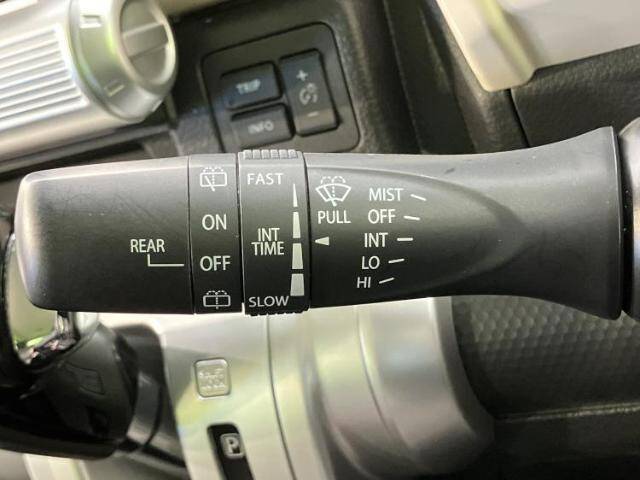 TRIP
+
INFO
-
FAST
MIST
ON
PULL
OFF
REAR
OFF
INT
TIME
INT
LO
SLOW
HI
P